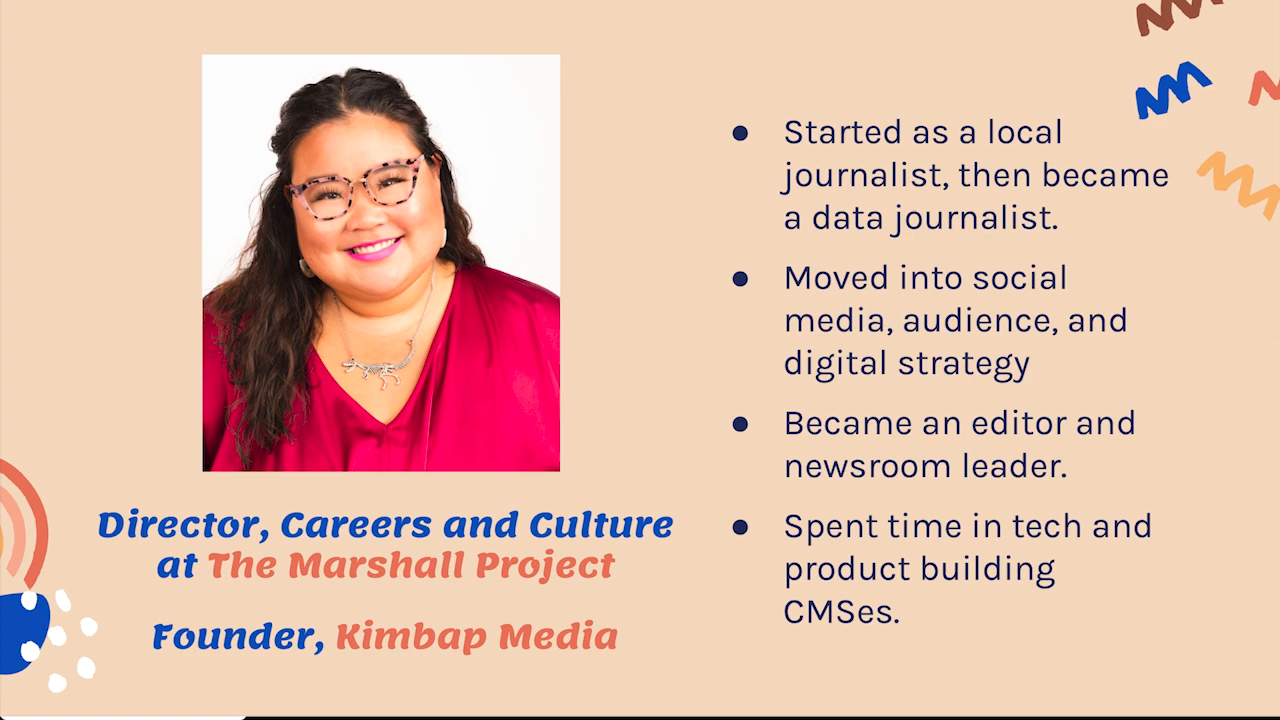 Director, Careers and Culture
at The Marshall Project
Founder, Kimbap Media
● Started as a local
journalist, then became
a data journalist.
● Moved into social
media, audience, and
digital strategy
● Became an editor and
newsroom leader.
● Spent time in tech and
product building
CMSes.